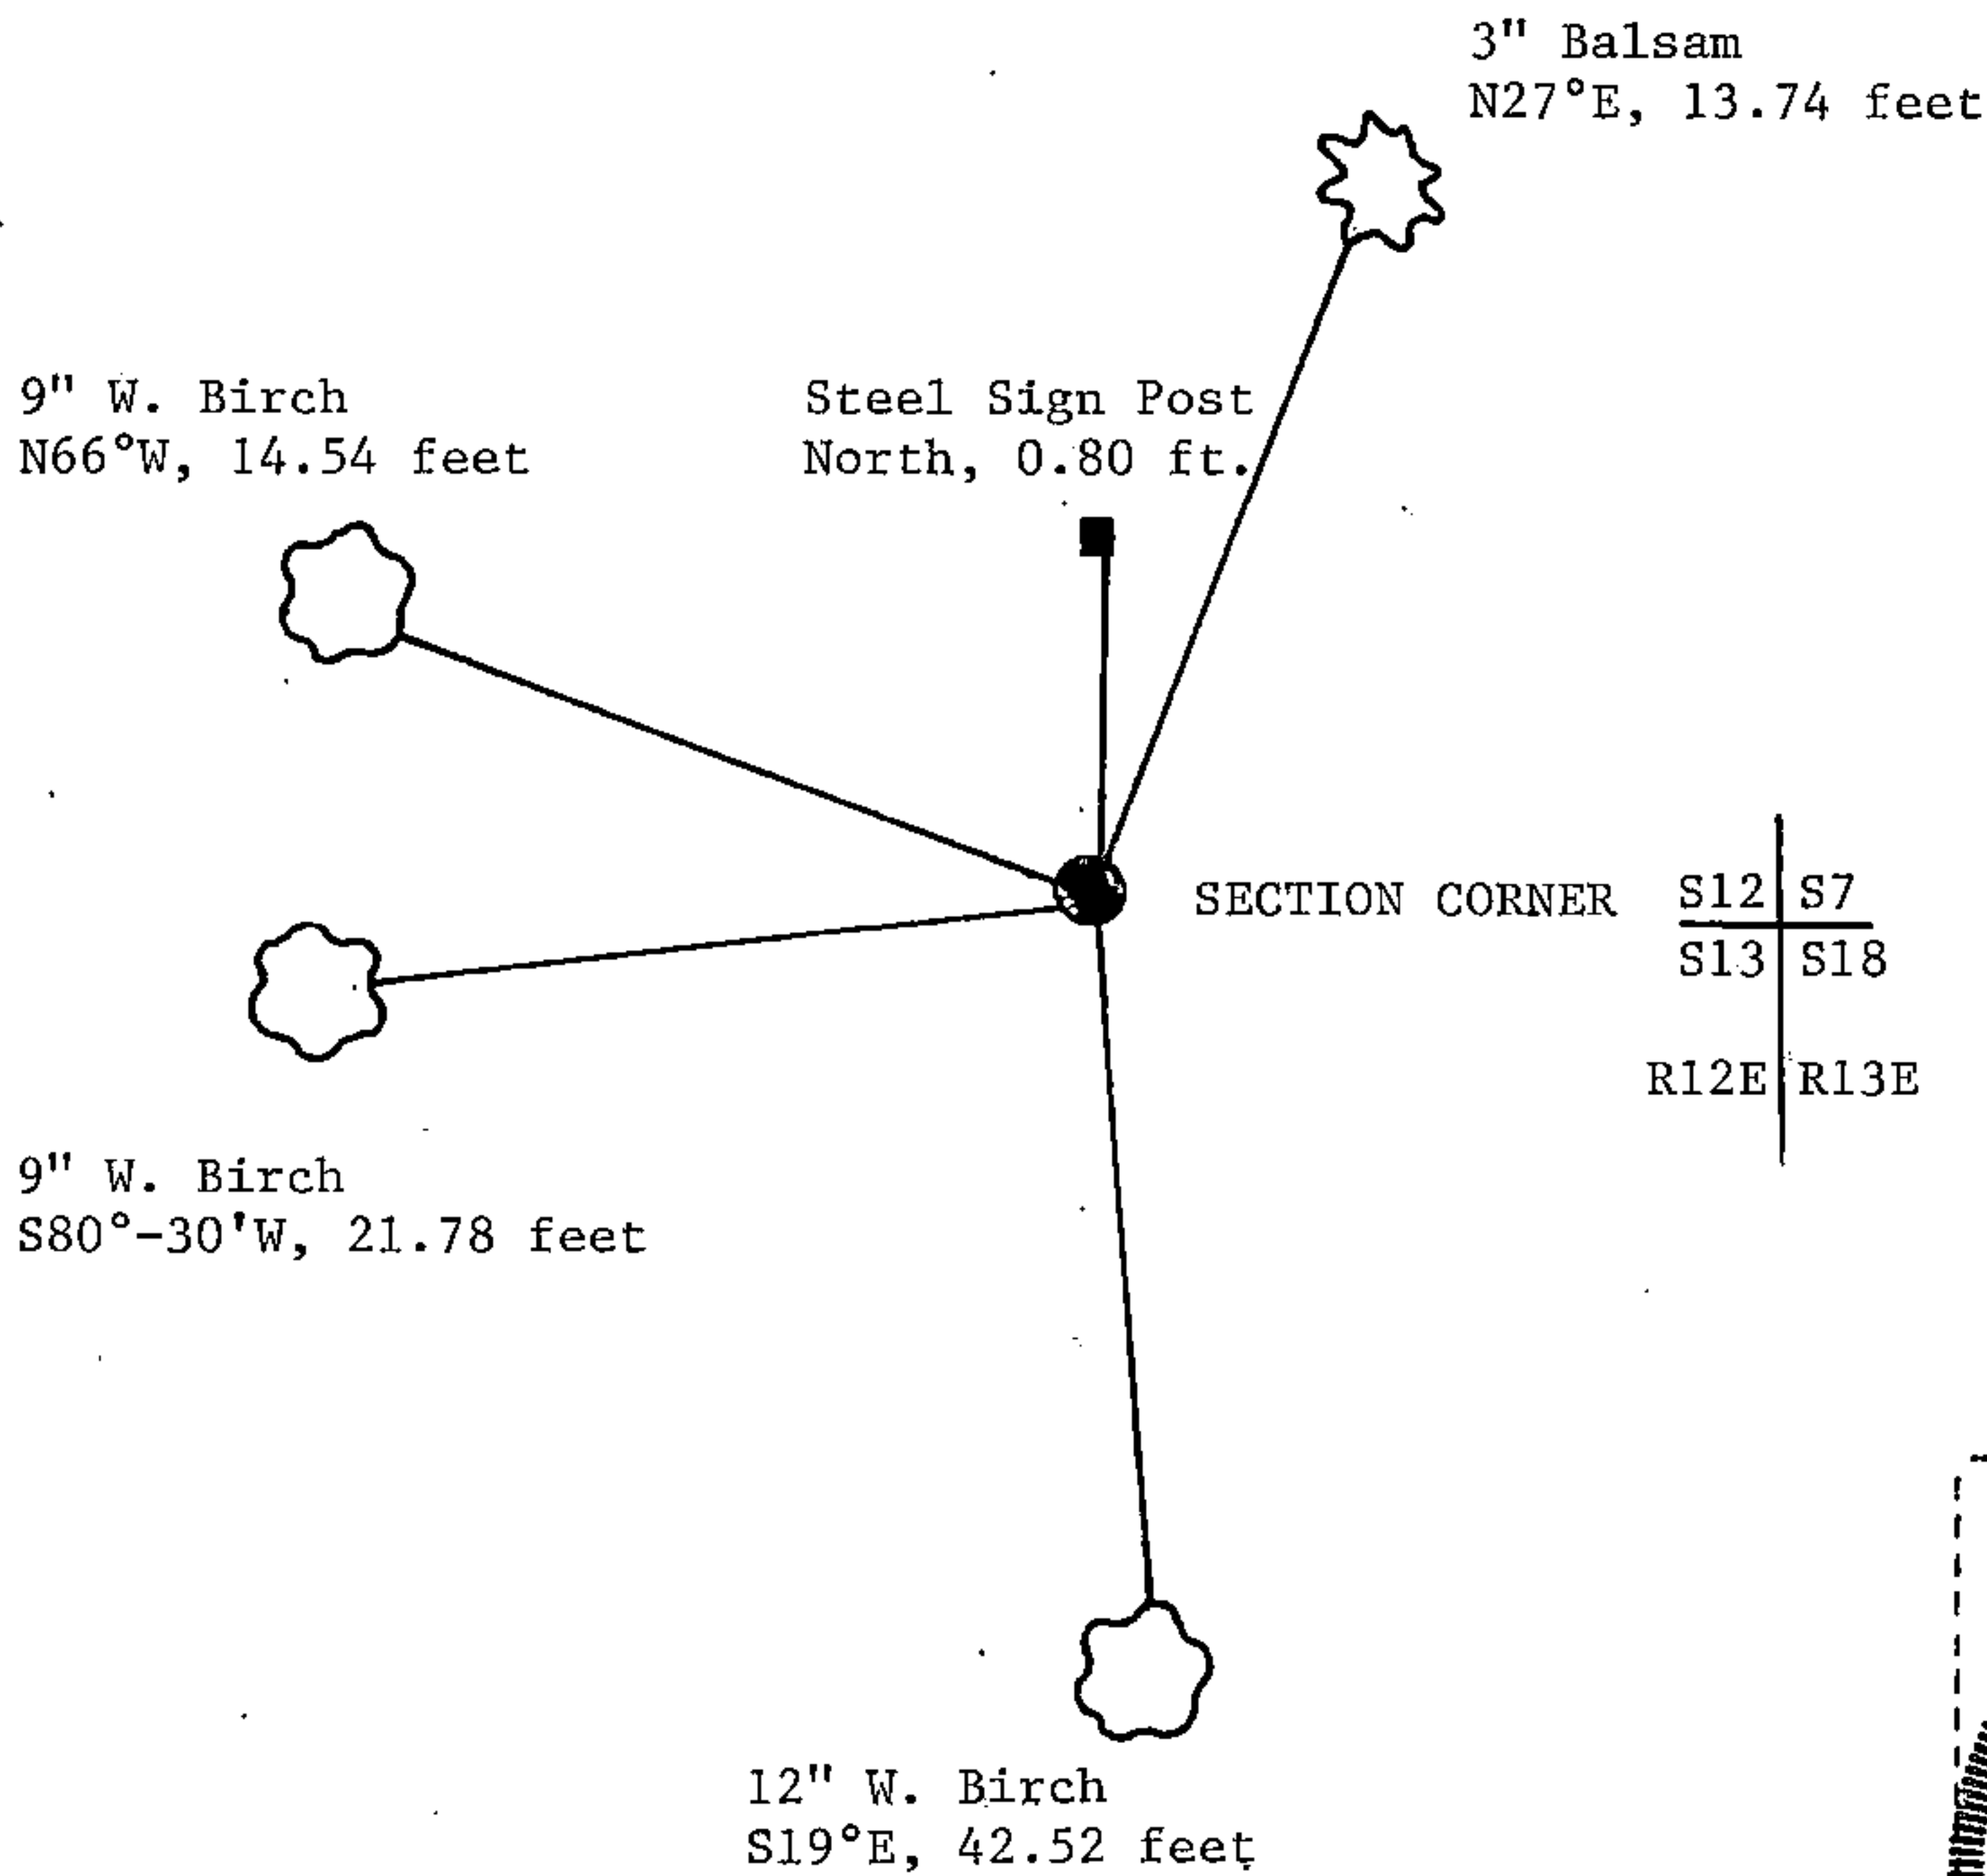 3" Balsam
N27°E, 13.74 feet
9" W. Birch
N66°W, 14.54 feet
Steel Sign Post
North, 0.80 ft.
SECTION CORNER
S12 S7
S13 S18
R12E R13E
9" W. Birch
S80°-30'W, 21.78 feet
12" W. Birch
S19°E, 42.52 feet